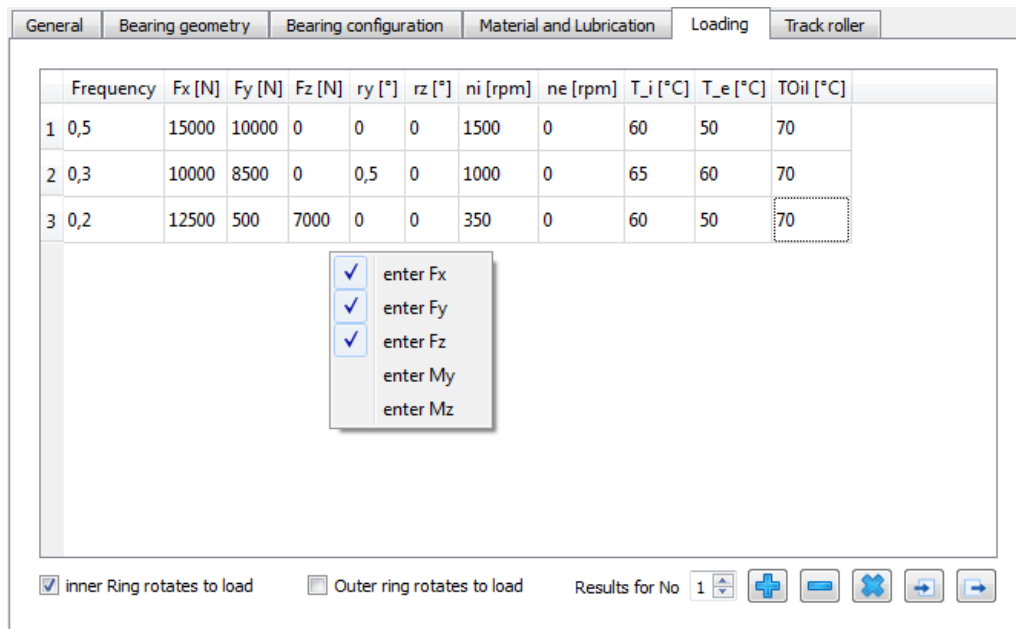 General Bearing geometry Bearing configuration Material and Lubrication Loading Track roller
Frequency Fx [N] Fy [N] Fz [N] ry [°] rz [°] ni [rpm] ne [rpm] T_i [°C] T_e [°C] TOil [°C]
1 0,5 15000 10000 0 0 0 1500 0 60 50 70
2 0,3 10000 8500 0 0,5 0 1000 0 65 60 70
3 0,2 12500 500 7000 0 0 350 0 60 50 70
enter Fx
enter Fy
enter Fz
enter My
enter Mz
inner Ring rotates to load Outer ring rotates to load Results for No 1